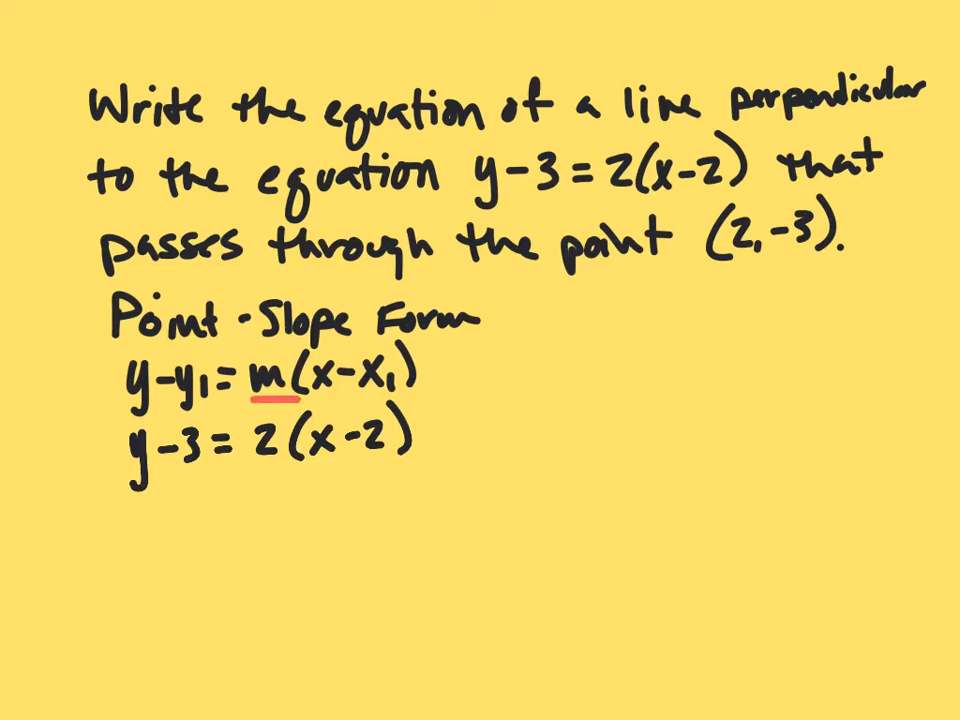 Write the equation of a line perpendicular
to the equation y-3=2(x-2) that
passes through the point (2,-3).
Point-Slope Form
y-y₁=m(x-x₁)
y-3=2(x-2)